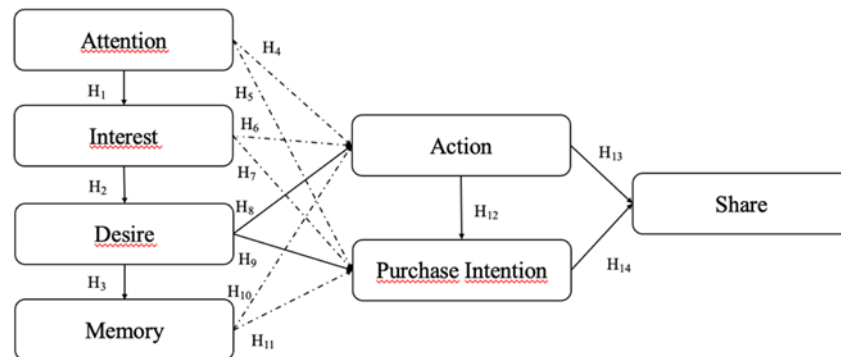 Attention
H4
H1
H5
Interest
H6
Action
H13
H7
H2
Share
H8
Desire
H12
H9
Purchase Intention
H14
H3
H10
Memory
H11